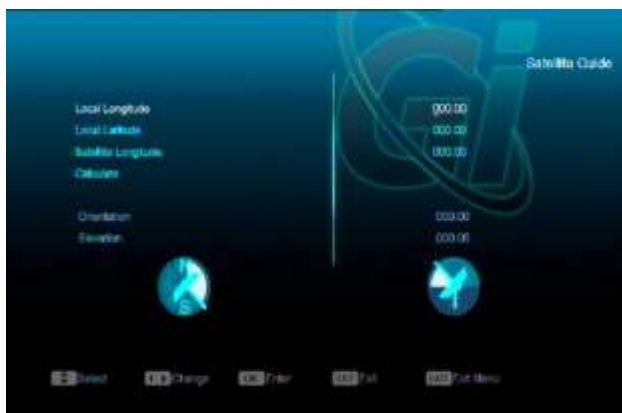 Satellite Guide
Local Longitude 000.00
Local Latitude 000.00
Satellite Longitude 000.00
Calculate
Orientation 000.00
Elevation 000.00
Select Change OK Enter EXIT Exit Exit Menu